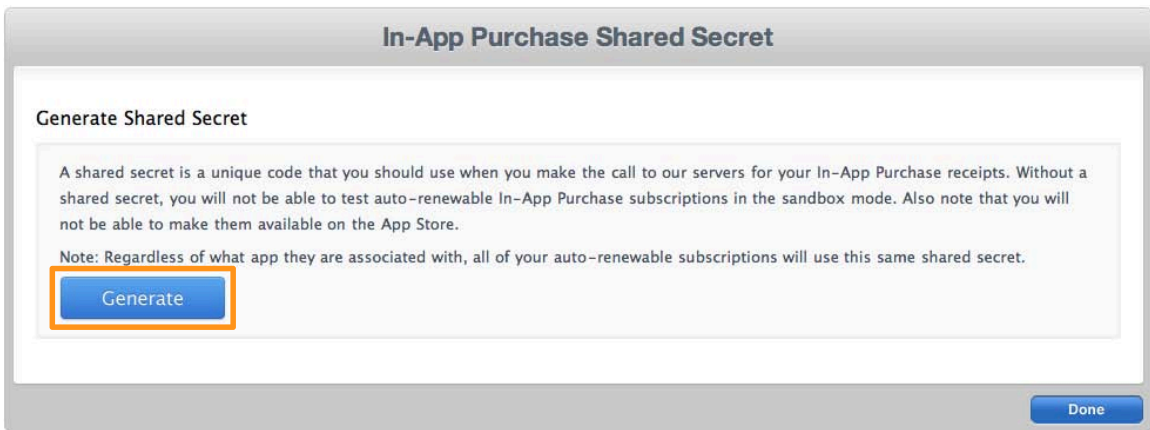 In-App Purchase Shared Secret
Generate Shared Secret
A shared secret is a unique code that you should use when you make the call to our servers for your In-App Purchase receipts. Without a
shared secret, you will not be able to test auto-renewable In-App Purchase subscriptions in the sandbox mode. Also note that you will
not be able to make them available on the App Store.
Note: Regardless of what app they are associated with, all of your auto-renewable subscriptions will use this same shared secret.
Generate
Done